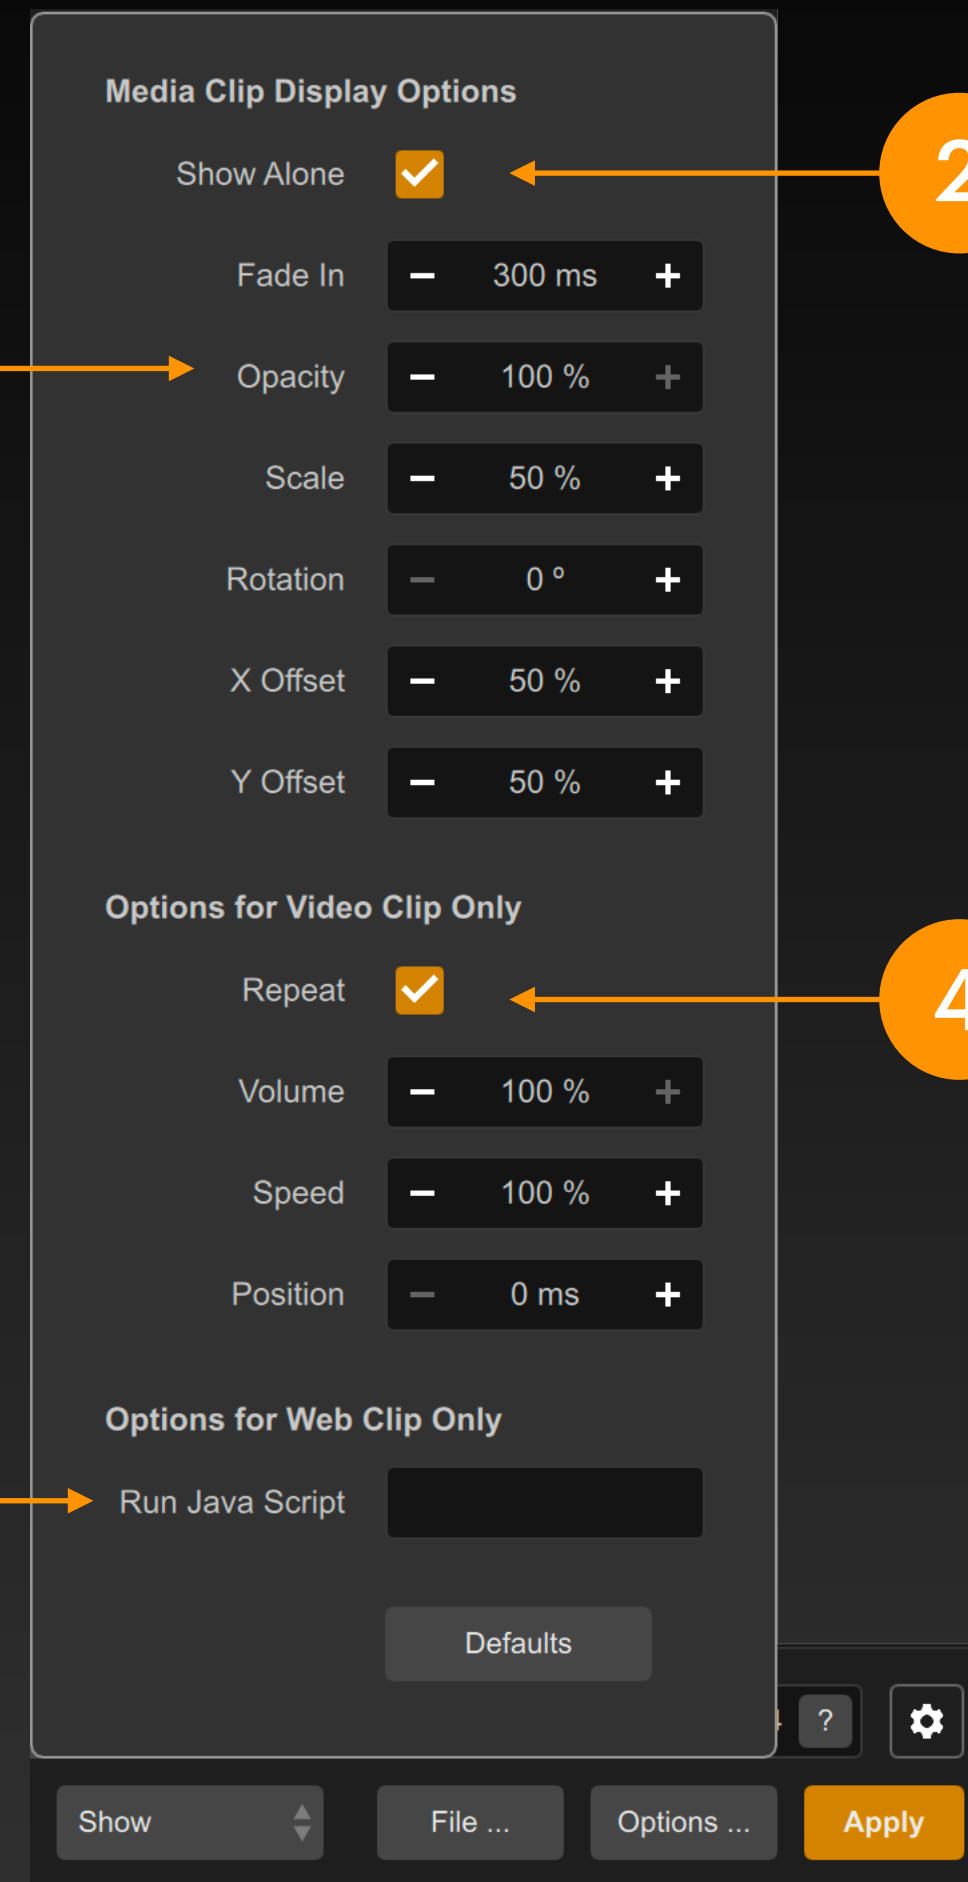 Media Clip Display Options
Show Alone
2
Fade In − 300 ms +
Opacity − 100 % +
Scale − 50 % +
Rotation − 0 º +
X Offset − 50 % +
Y Offset − 50 % +
Options for Video Clip Only
Repeat
4
Volume − 100 % +
Speed − 100 % +
Position − 0 ms +
Options for Web Clip Only
Run Java Script
Defaults
?
Show File ... Options ... Apply